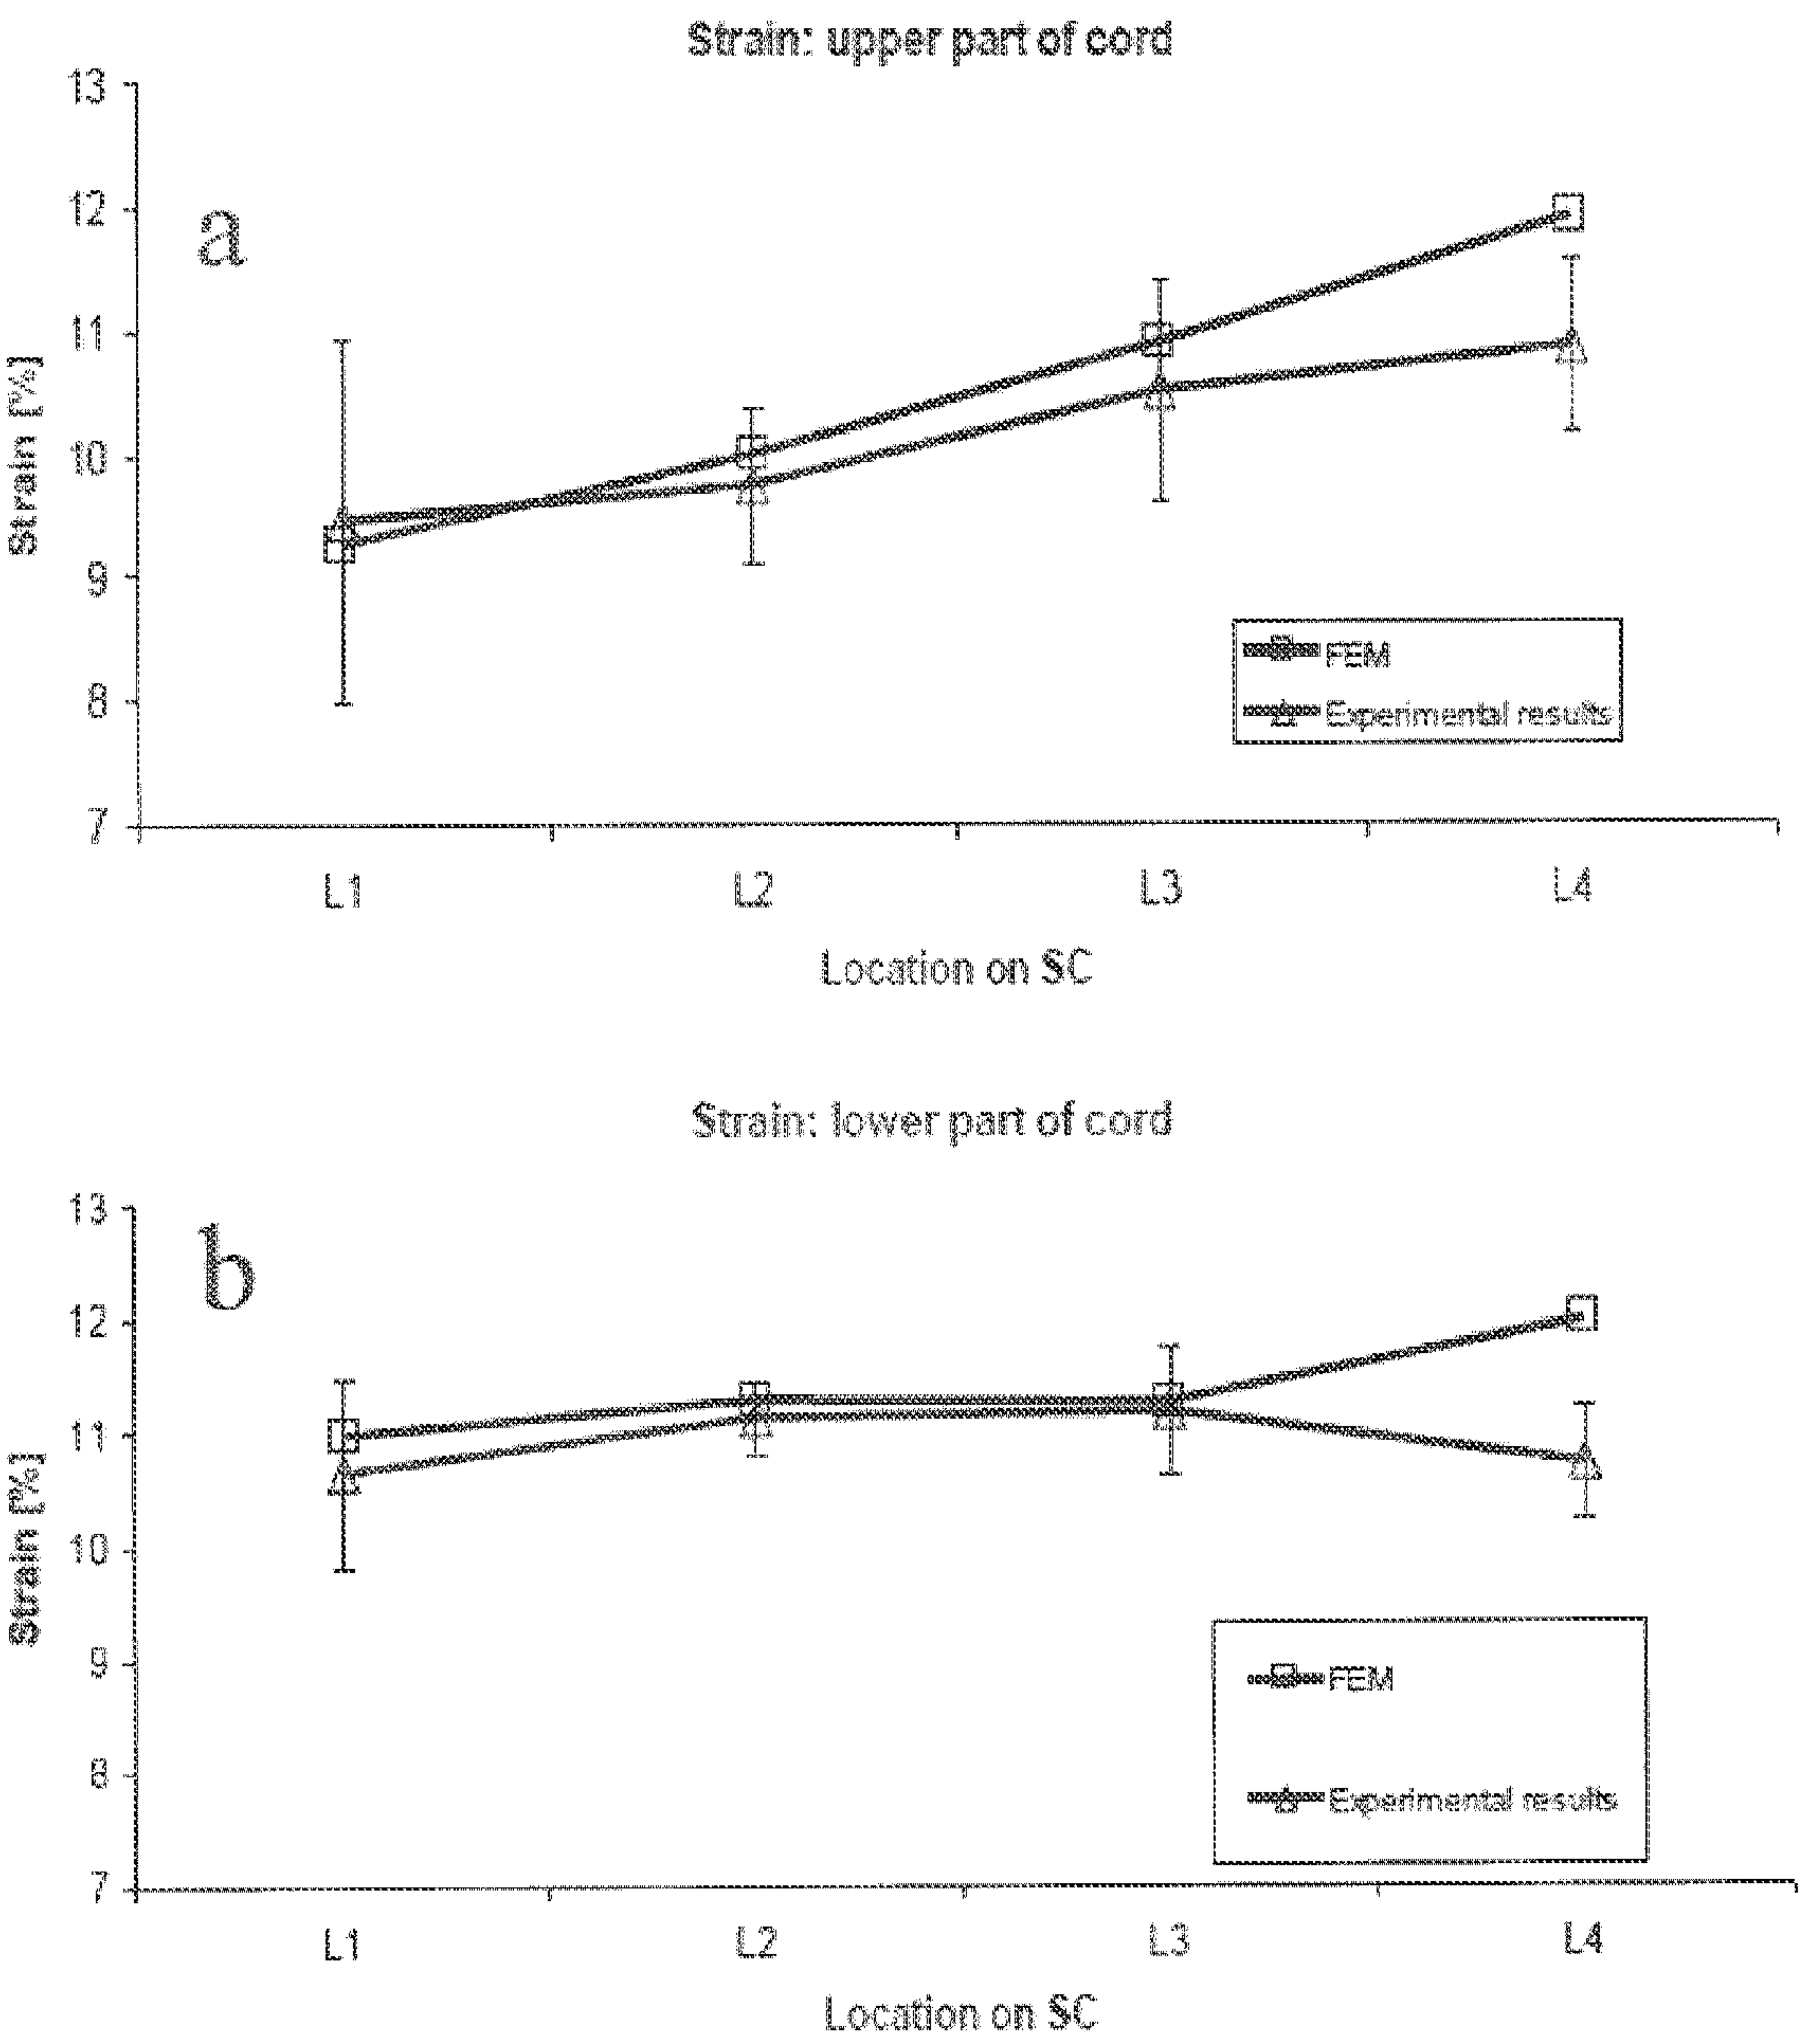 Strain: upper part of cord
13
12
a
11
10
9
8
7
Strain [%]
FEM
Experimental results
L1 L2 L3 L4
Location on SC
Strain: lower part of cord
13
b
12
11
10
9
8
7
Strain [%]
FEM
Experimental results
L1 L2 L3 L4
Location on SC